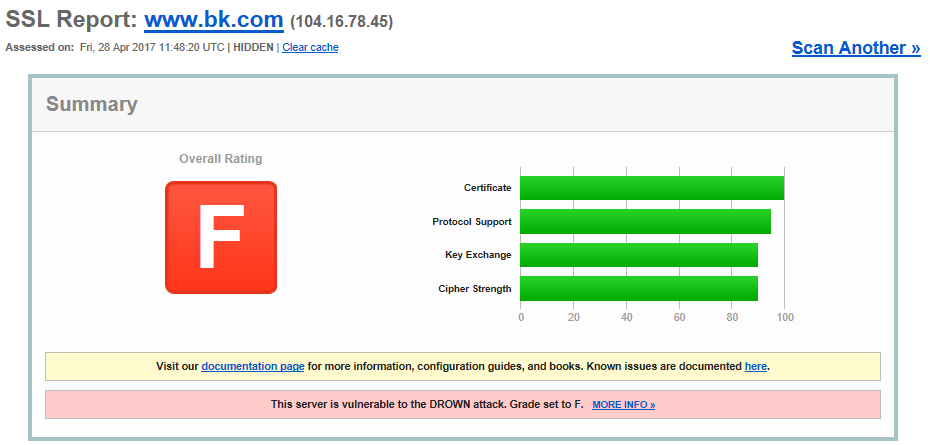 SSL Report: www.bk.com (104.16.78.45)
Assessed on: Fri, 28 Apr 2017 11:48:20 UTC | HIDDEN | Clear cache
Scan Another »
Summary
Overall Rating
F
Certificate
Protocol Support
Key Exchange
Cipher Strength
0 20 40 60 80 100
Visit our documentation page for more information, configuration guides, and books. Known issues are documented here.
This server is vulnerable to the DROWN attack. Grade set to F. MORE INFO »